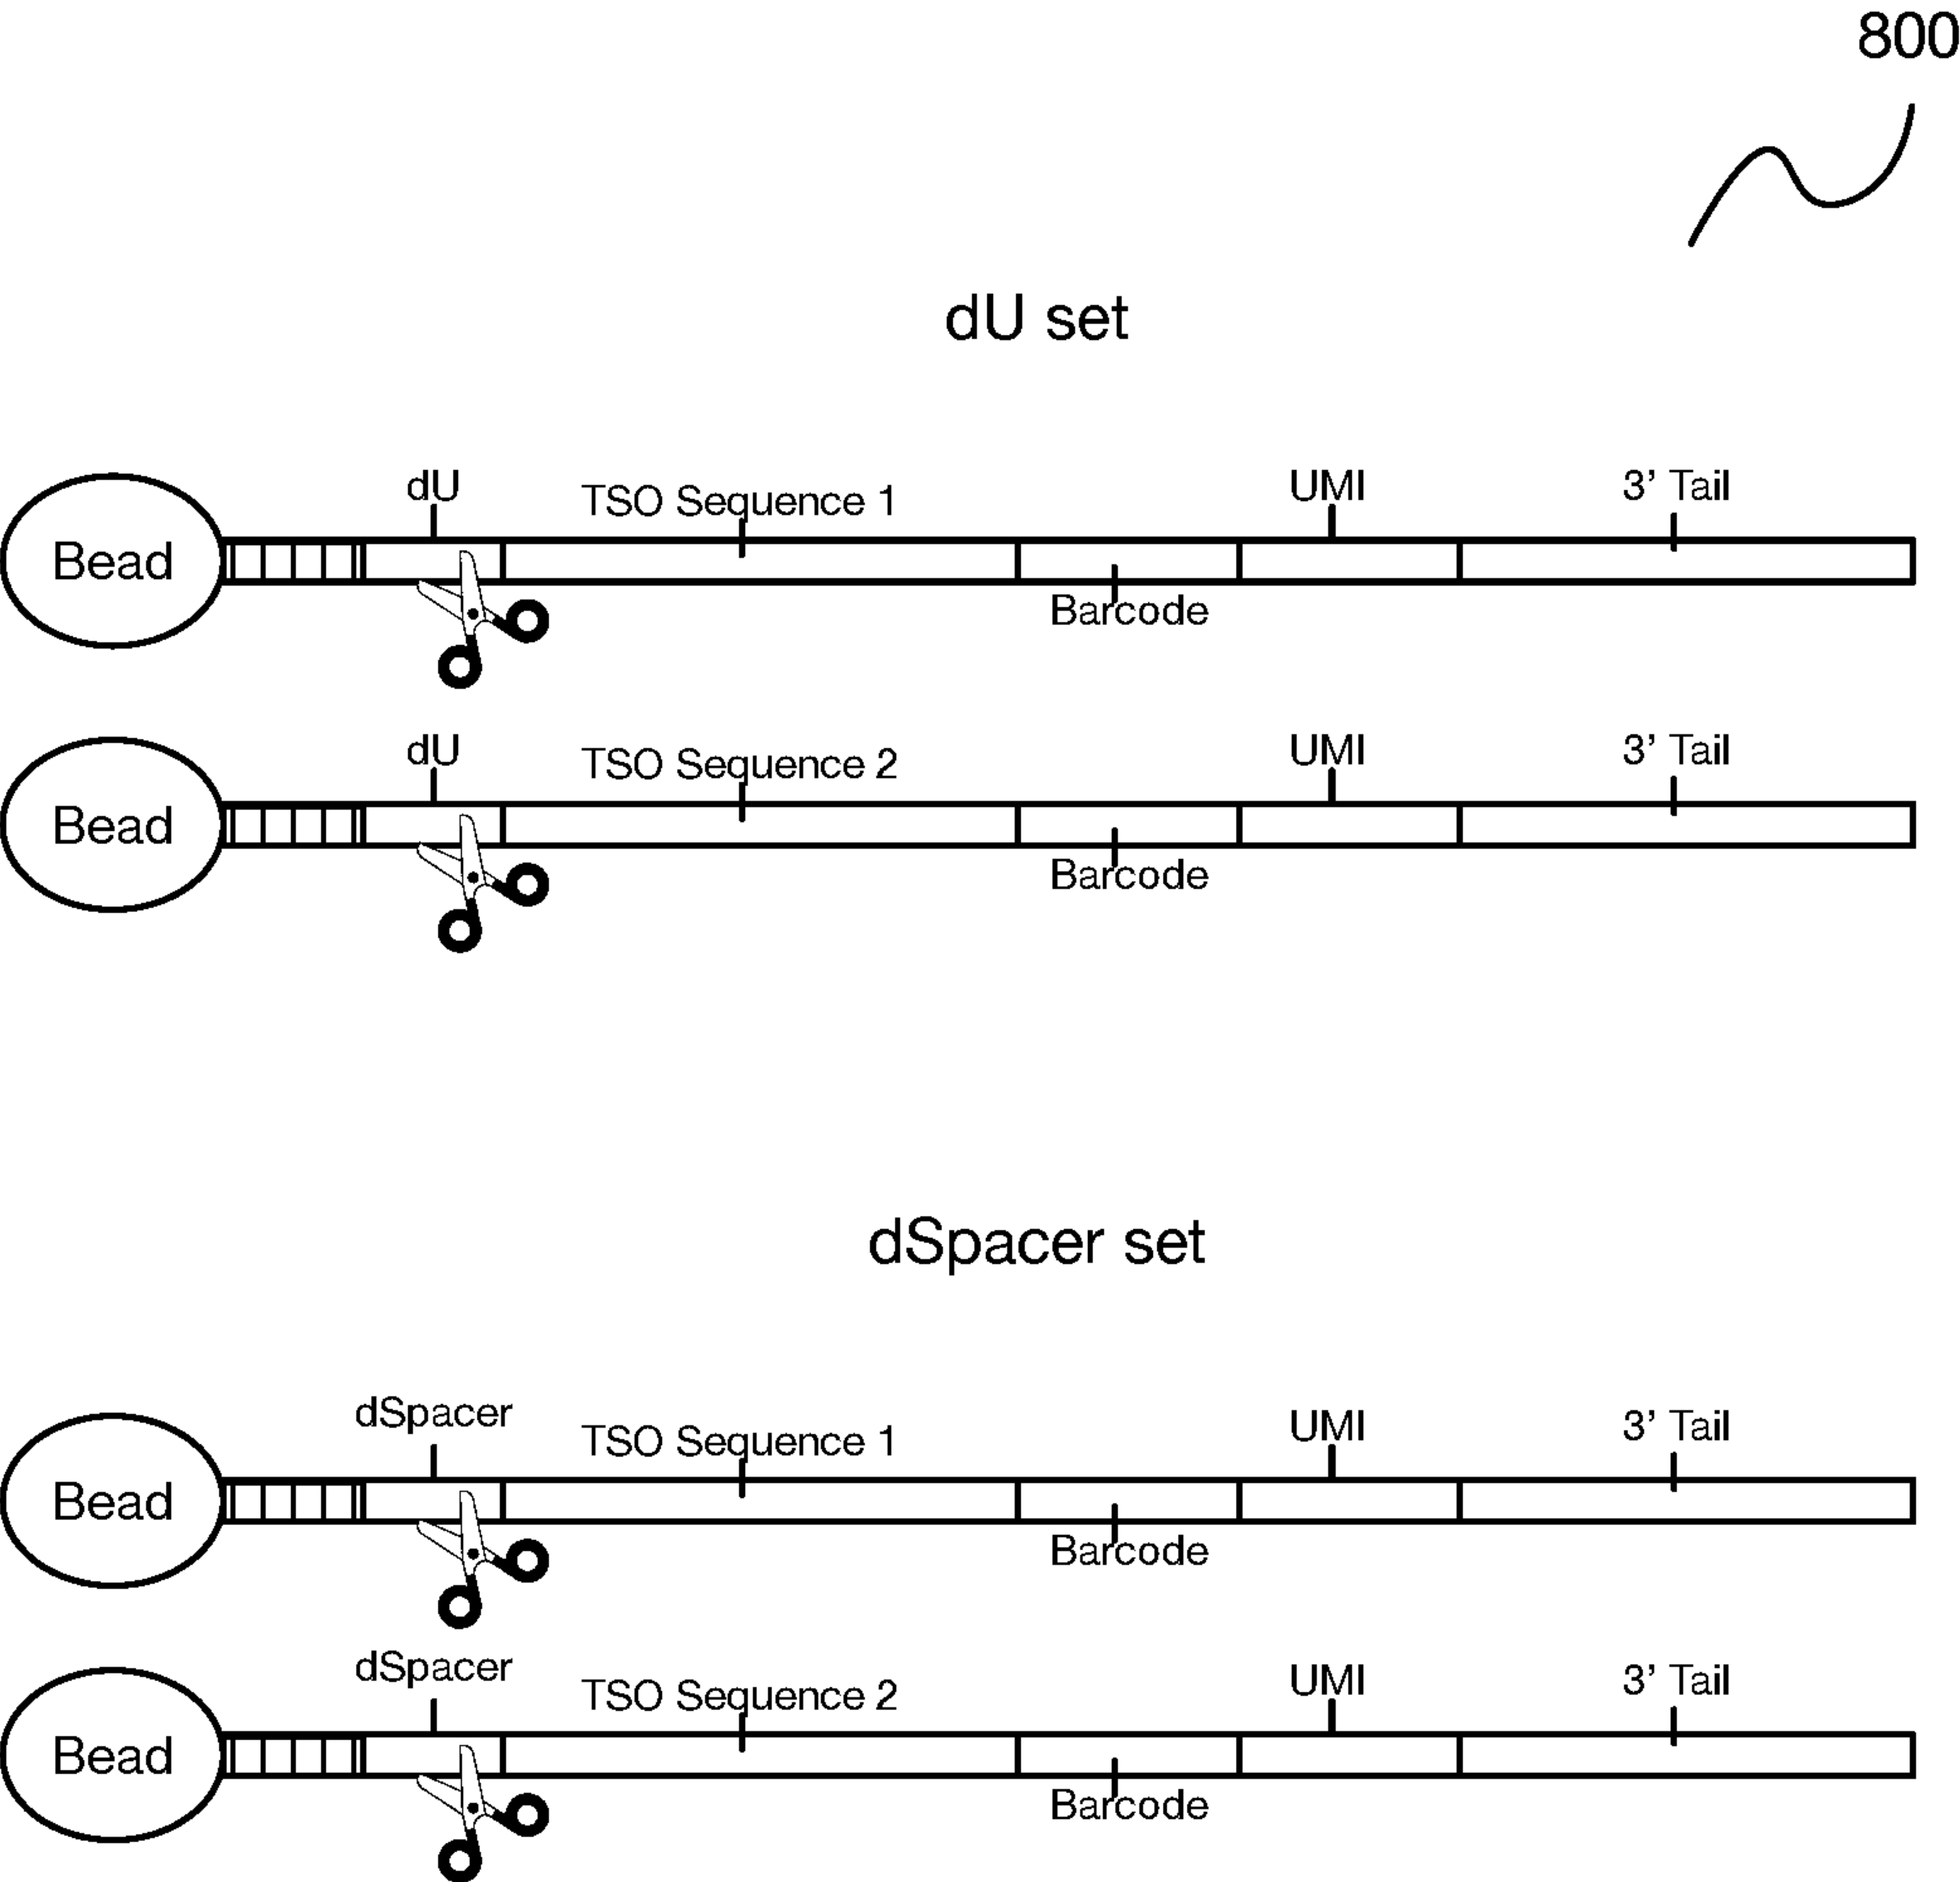 800
dU set
dU TSO Sequence 1 UMI 3’ Tail
Bead
Barcode
dU TSO Sequence 2 UMI 3’ Tail
Bead
Barcode
dSpacer set
dSpacer TSO Sequence 1 UMI 3’ Tail
Bead
Barcode
dSpacer TSO Sequence 2 UMI 3’ Tail
Bead
Barcode